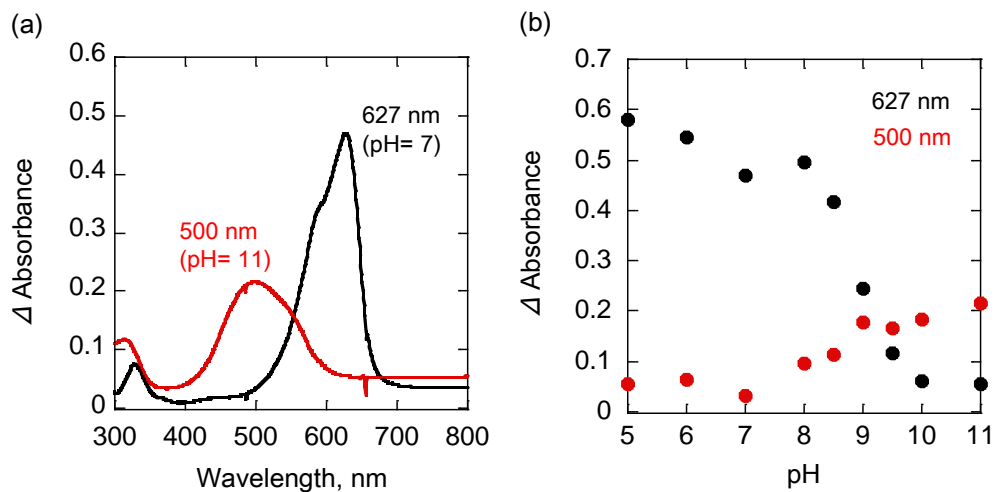 (a)
Δ Absorbance
0.6
0.5
0.4
0.3
0.2
0.1
0
627 nm
(pH= 7)
500 nm
(pH= 11)
300 400 500 600 700 800
Wavelength, nm
(b)
Δ Absorbance
0.7
0.6
0.5
0.4
0.3
0.2
0.1
0
627 nm
500 nm
5 6 7 8 9 10 11
pH